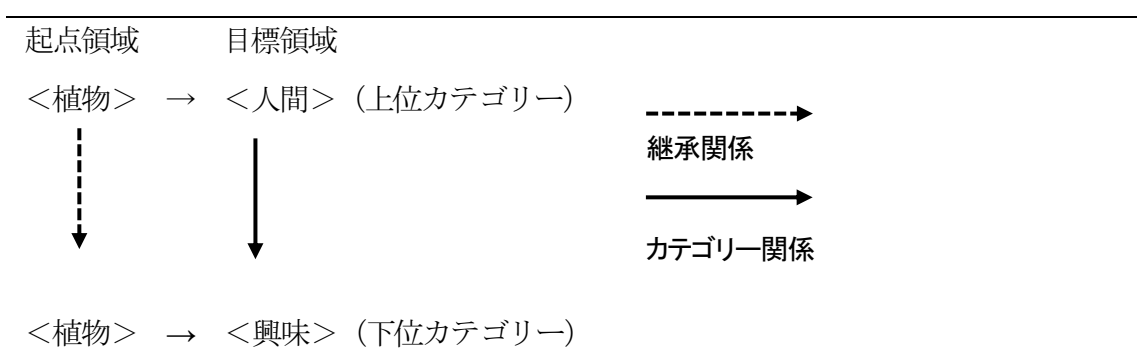 起点領域 目標領域
＜植物＞ → ＜人間＞（上位カテゴリー）
継承関係
カテゴリー関係
＜植物＞ → ＜興味＞（下位カテゴリー）